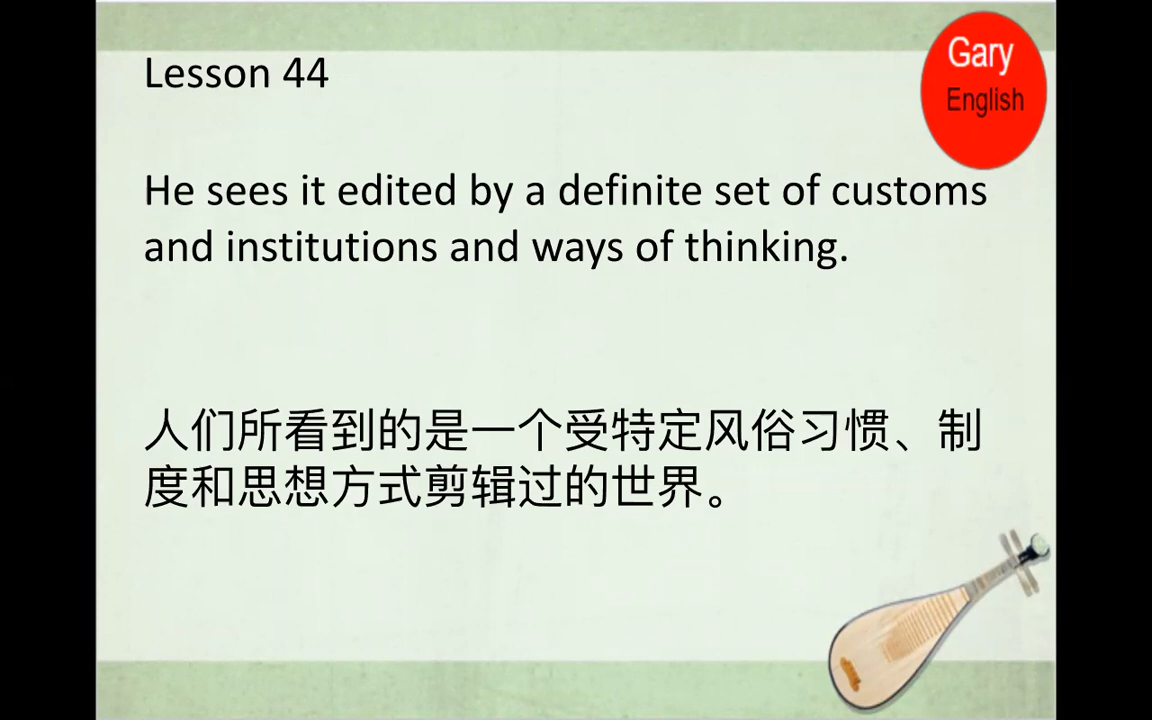 Lesson 44
Gary
English
He sees it edited by a definite set of customs
and institutions and ways of thinking.
人们所看到的是一个受特定风俗习惯、制
度和思想方式剪辑过的世界。